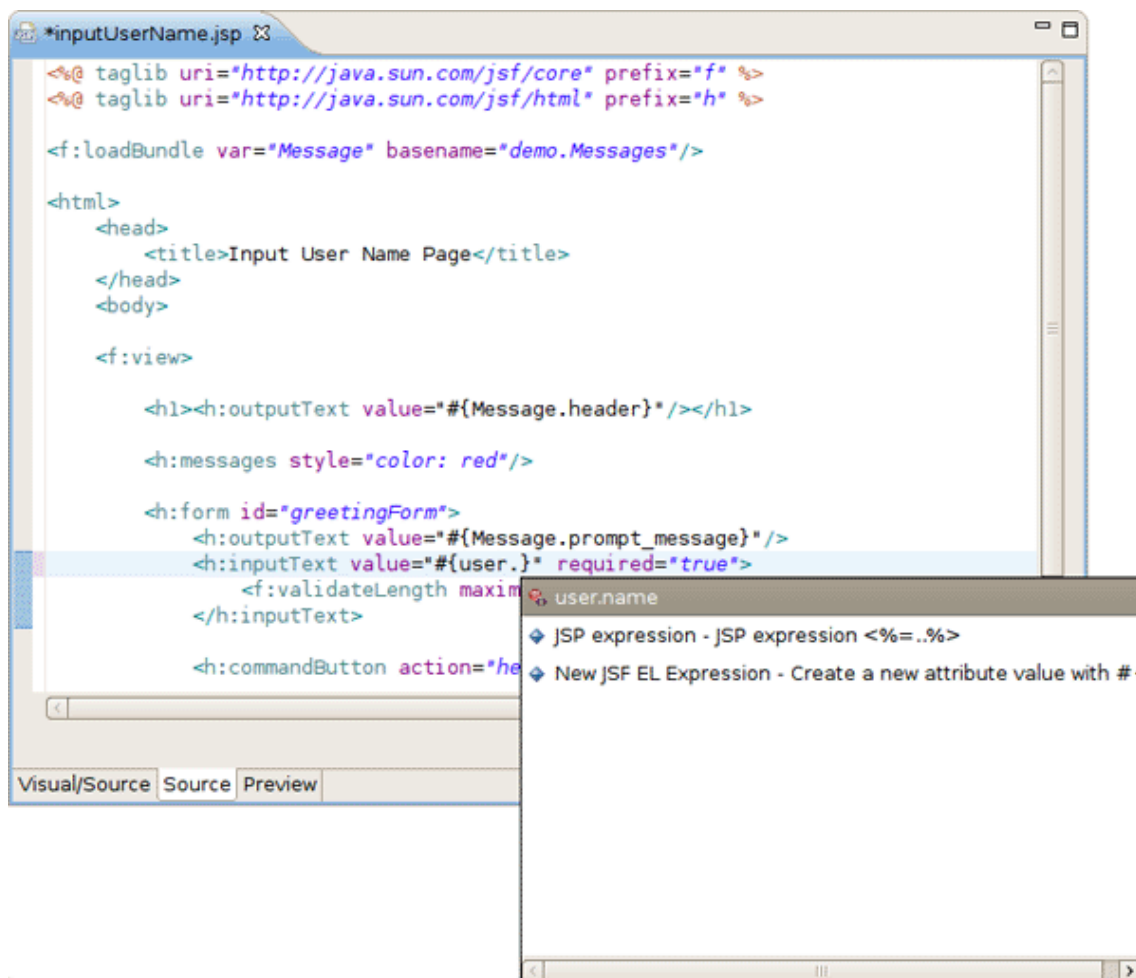 *inputUserName.jsp
<%@ taglib uri="http://java.sun.com/jsf/core" prefix="f" %>
<%@ taglib uri="http://java.sun.com/jsf/html" prefix="h" %>
<f:loadBundle var="Message" basename="demo.Messages"/>
<html>
<head>
<title>Input User Name Page</title>
</head>
<body>
<f:view>
<h1><h:outputText value="#{Message.header}"/></h1>
<h:messages style="color: red"/>
<h:form id="greetingForm">
<h:outputText value="#{Message.prompt_message}"/>
<h:inputText value="#{user.}" required="true">
<f:validateLength maxim
</h:inputText>
<h:commandButton action="he
user.name
JSP expression - JSP expression <%=..%>
New JSF EL Expression - Create a new attribute value with #
Visual/Source Source Preview